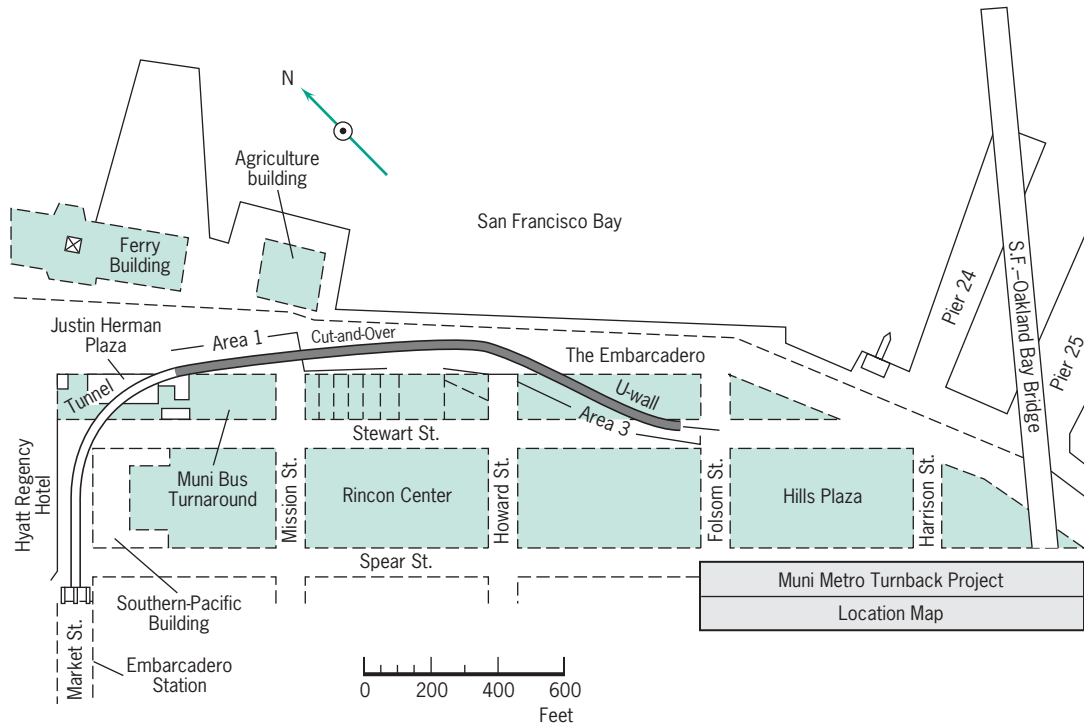 N
Agriculture
building
San Francisco Bay
Ferry
Building
S.F.–Oakland Bay Bridge
Pier 24
Pier 25
Justin Herman
Plaza
Area 1
Cut-and-Over
The Embarcadero
Tunnel
U-wall
Area 3
Stewart St.
Hyatt Regency
Hotel
Muni Bus
Turnaround
Mission St.
Rincon Center
Howard St.
Folsom St.
Hills Plaza
Harrison St.
Spear St.
Southern-Pacific
Building
Market St.
Embarcadero
Station
Muni Metro Turnback Project
Location Map
0 200 400 600
Feet